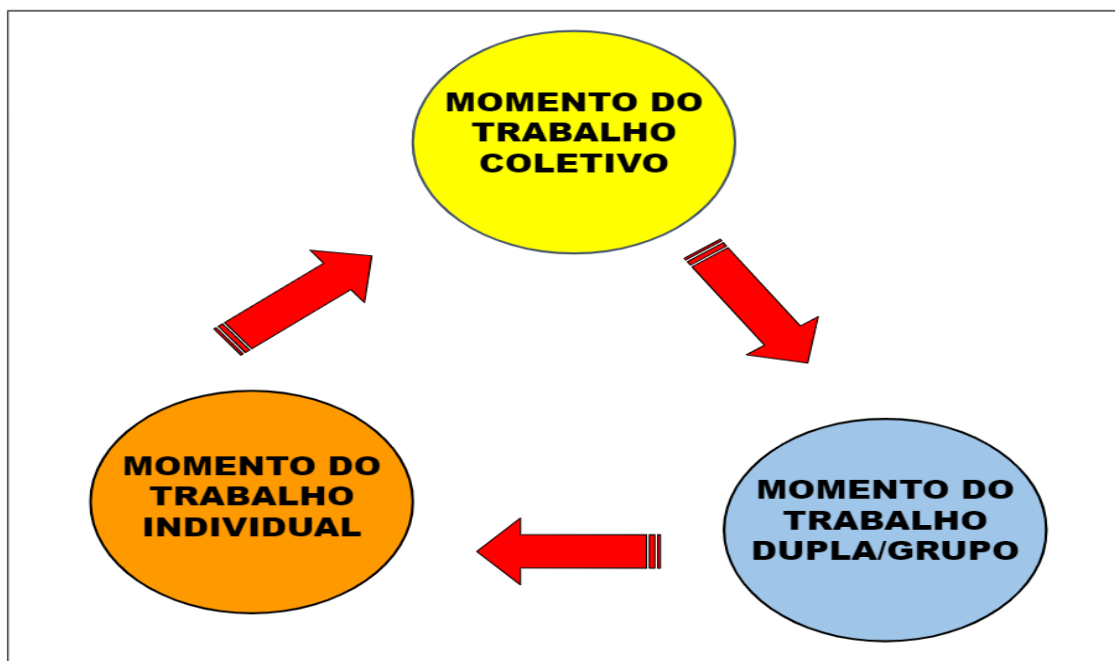 MOMENTO DO
TRABALHO
COLETIVO
MOMENTO DO
TRABALHO
INDIVIDUAL
MOMENTO DO
TRABALHO
DUPLA/GRUPO